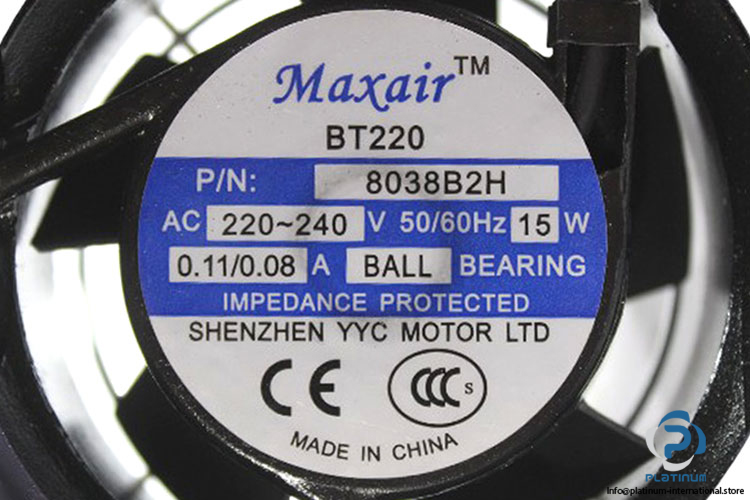 Maxair™
BT220
P/N: 8038B2H
AC 220~240 V 50/60Hz 15 W
0.11/0.08 A BALL BEARING
IMPEDANCE PROTECTED
SHENZHEN YYC MOTOR LTD
CE CCC S
MADE IN CHINA
PLATINUM
info@platinum-international.store